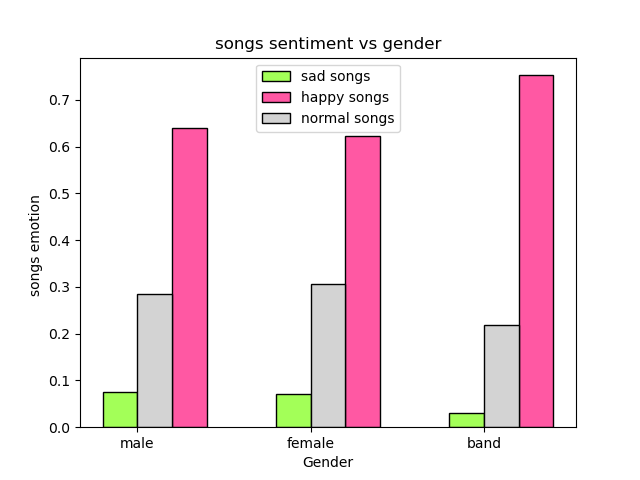 songs sentiment vs gender
sad songs
happy songs
normal songs
0.7
0.6
0.5
0.4
0.3
0.2
0.1
0.0
songs emotion
male female band
Gender